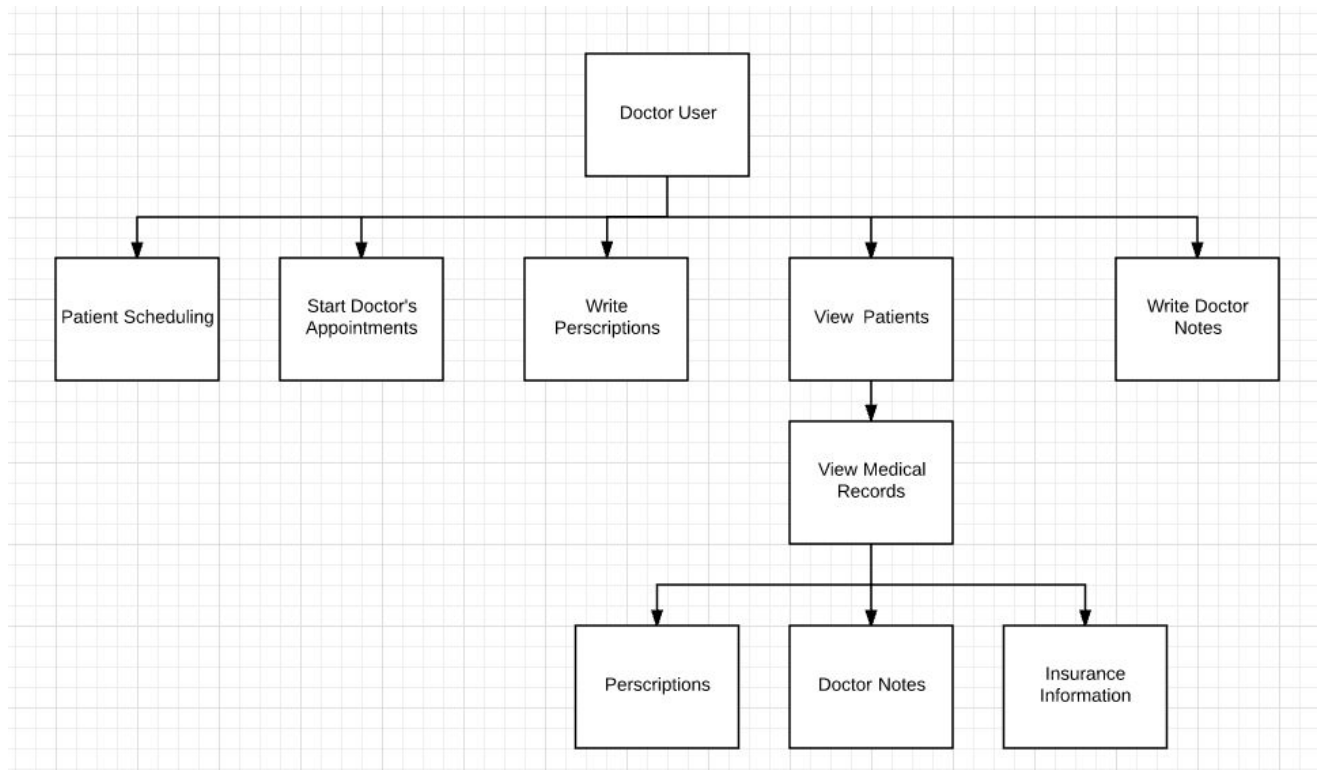 Doctor User
Patient Scheduling
Start Doctor's
Appointments
Write
Perscriptions
View Patients
Write Doctor
Notes
View Medical
Records
Perscriptions
Doctor Notes
Insurance
Information